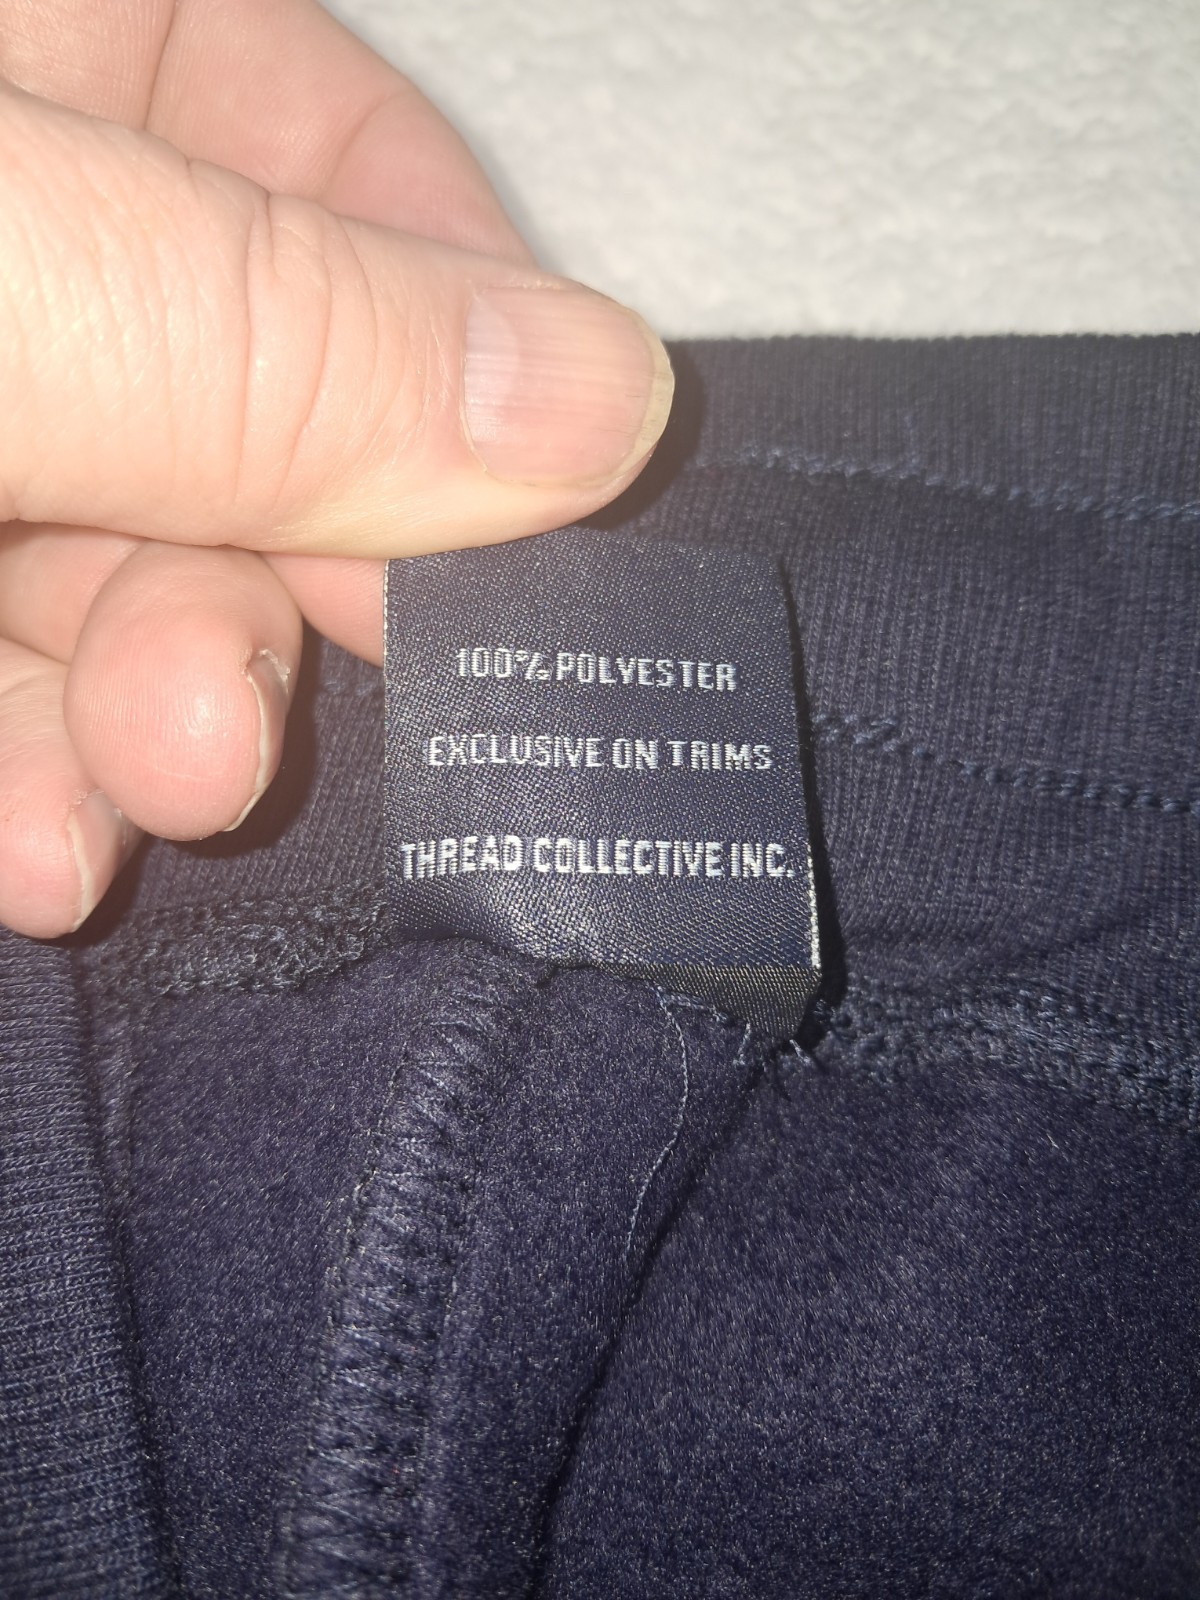 100% POLYESTER
EXCLUSIVE ON TRIMS
THREAD COLLECTIVE INC.